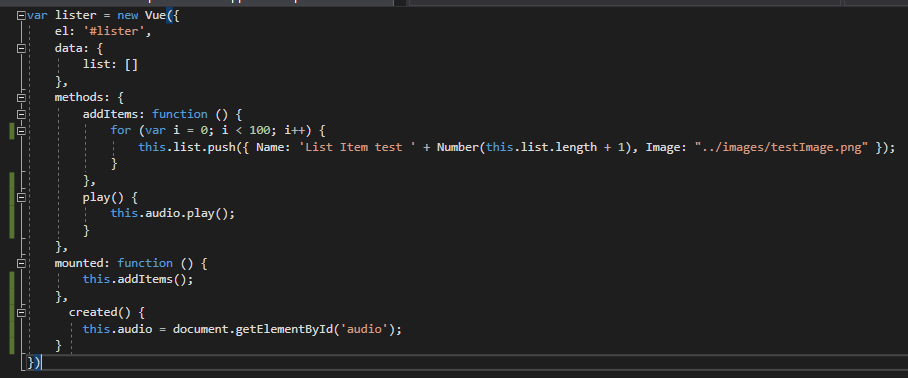 var lister = new Vue({
    el: '#lister',
    data: {
        list: []
    },
    methods: {
        addItems: function () {
            for (var i = 0; i < 100; i++) {
                this.list.push({ Name: 'List Item test ' + Number(this.list.length + 1), Image: "../images/testImage.png" });
            }
        },
        play() {
            this.audio.play();
        }
    },
    mounted: function () {
        this.addItems();
    },
      created() {
        this.audio = document.getElementById('audio');
    }
})